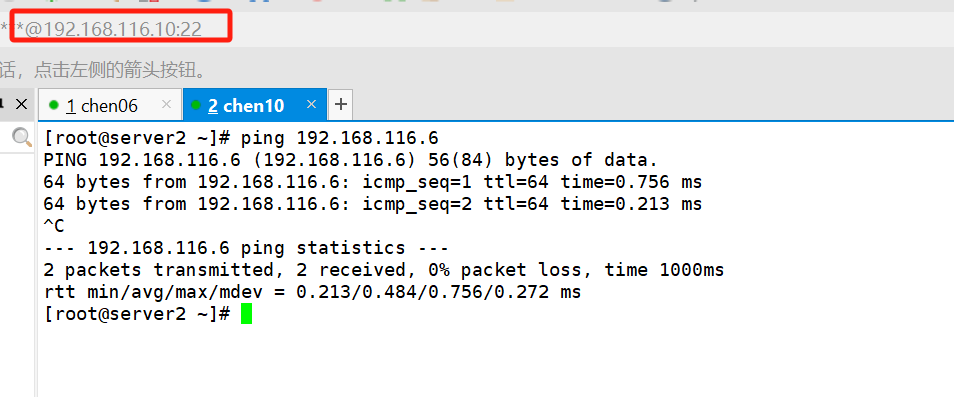 ***@192.168.116.10:22
话，点击左侧的箭头按钮。
1 chen06 × 2 chen10 × +
[root@server2 ~]# ping 192.168.116.6
PING 192.168.116.6 (192.168.116.6) 56(84) bytes of data.
64 bytes from 192.168.116.6: icmp_seq=1 ttl=64 time=0.756 ms
64 bytes from 192.168.116.6: icmp_seq=2 ttl=64 time=0.213 ms
^C
--- 192.168.116.6 ping statistics ---
2 packets transmitted, 2 received, 0% packet loss, time 1000ms
rtt min/avg/max/mdev = 0.213/0.484/0.756/0.272 ms
[root@server2 ~]#